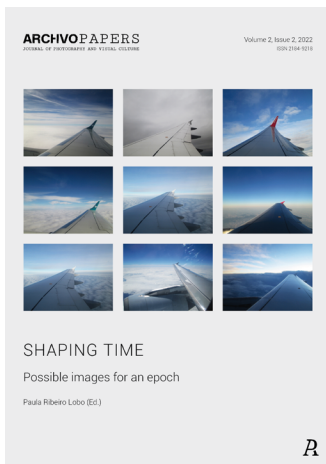 ARCHIVO PAPERS
JOURNAL OF PHOTOGRAPHY AND VISUAL CULTURE
Volume 2, Issue 2, 2022
ISSN 2184-9218
SHAPING TIME
Possible images for an epoch
Paula Ribeiro Lobo (Ed.)